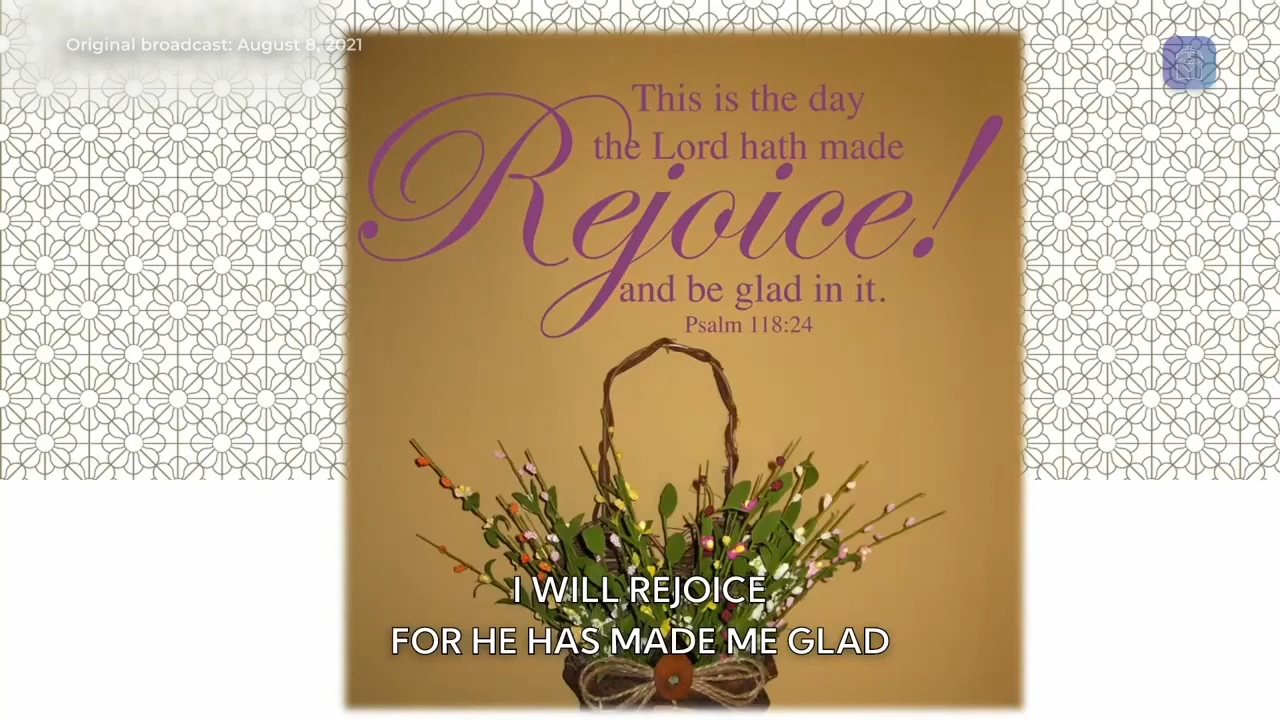 Original broadcast: August 8, 2021
This is the day
the Lord hath made
Rejoice!
and be glad in it.
Psalm 118:24
I WILL REJOICE
FOR HE HAS MADE ME GLAD